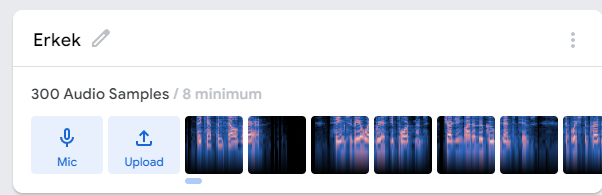 Erkek
300 Audio Samples / 8 minimum
Mic
Upload